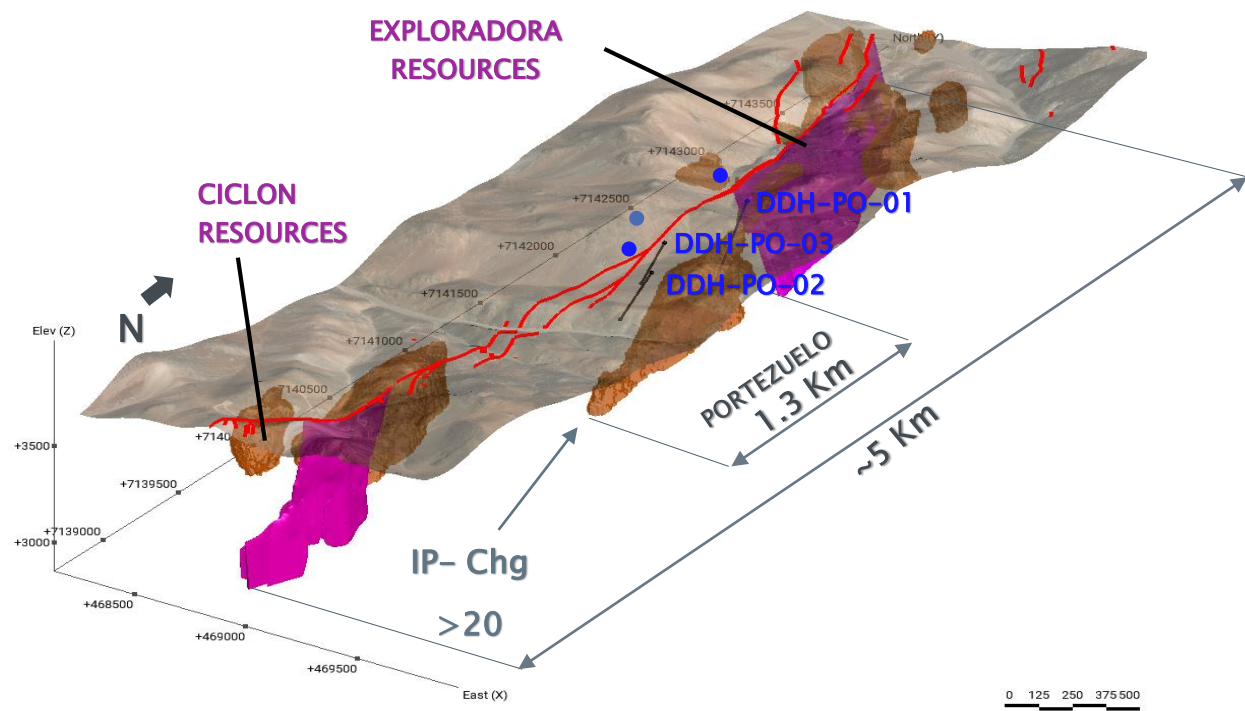 EXPLORADORA
RESOURCES
North (Y)
+7143500
+7143000
CICLON
RESOURCES
+7142500
DDH-PO-01
DDH-PO-03
+7142000
DDH-PO-02
+7141500
N
Elev (Z)
+7141000
PORTEZUELO
1.3 Km
~5 Km
7140500
+7140
+3500
+7139500
+7139000
+3000
IP- Chg
>20
+468500
+469000
+469500
East (X)
0 125 250 375 500